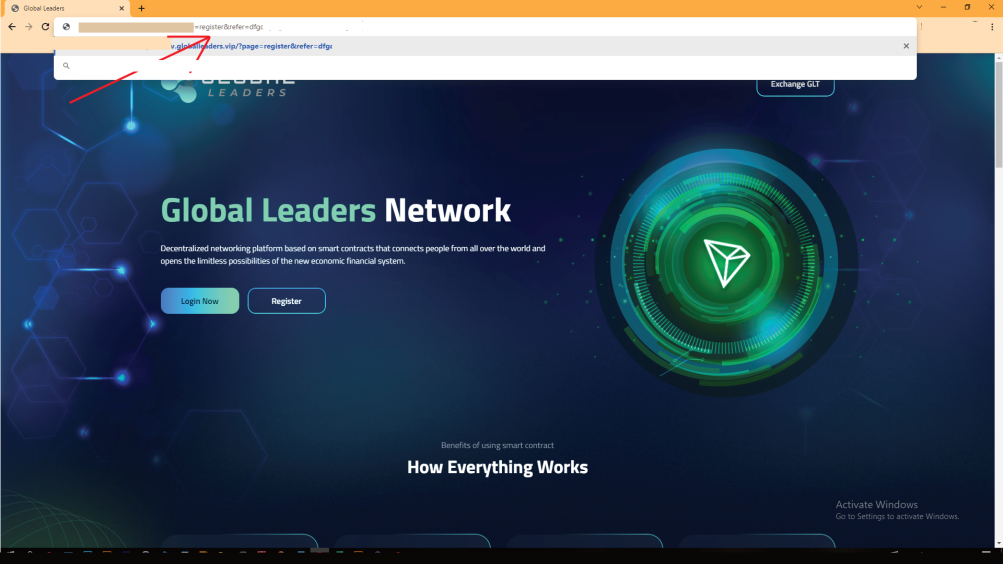 Global Leaders
=register&refer=dfgc
v.globalleaders.vip/?page=register&refer=dfgc
LEADERS
Exchange GLT
Global Leaders Network
Decentralized networking platform based on smart contracts that connects people from all over the world and
opens the limitless possibilities of the new economic financial system.
Login Now
Register
Benefits of using smart contract
How Everything Works
Activate Windows
Go to Settings to activate Windows.